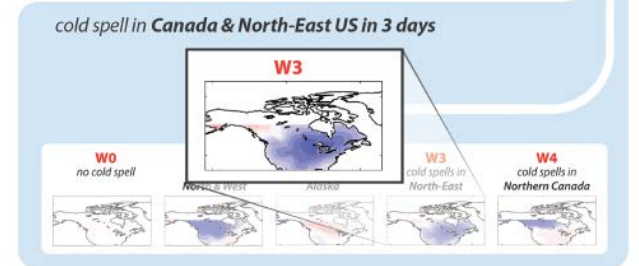 cold spell in Canada & North-East US in 3 days
W3
W0
no cold spell
North & West
Alaska
W3
cold spells in
North-East
W4
cold spells in
Northern Canada